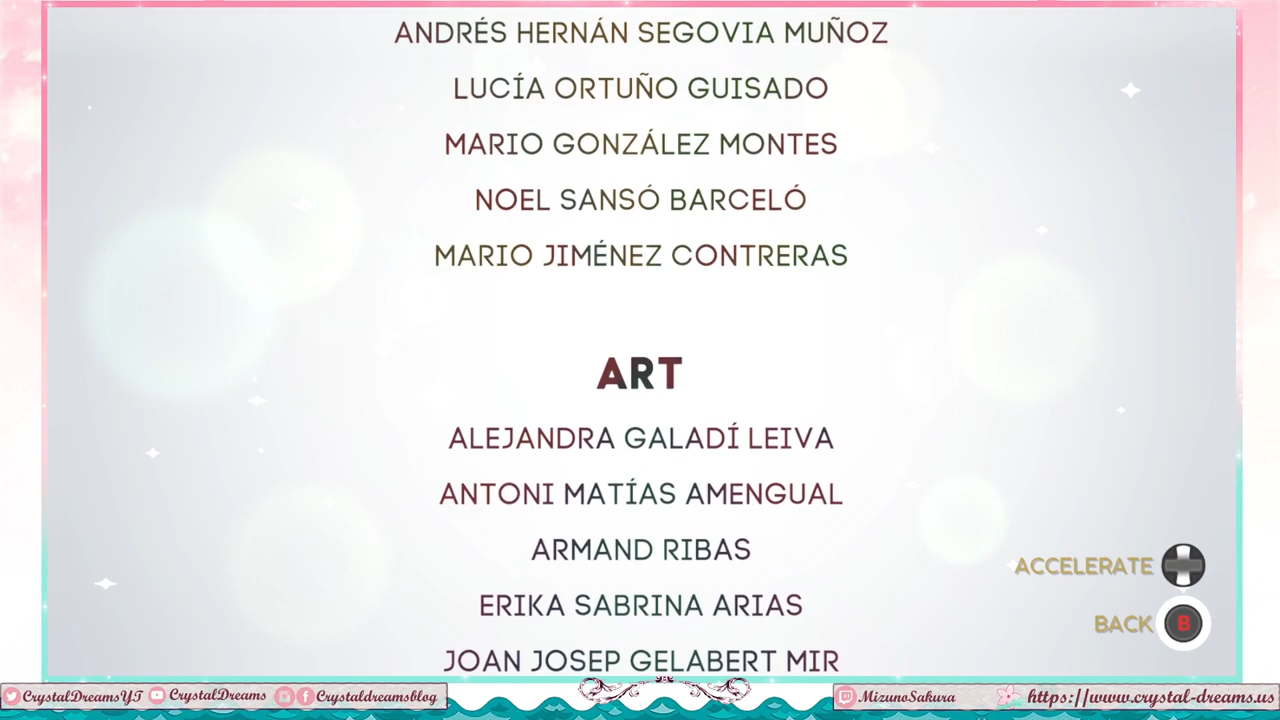 ANDRÉS HERNÁN SEGOVIA MUÑOZ
LUCÍA ORTUÑO GUISADO
MARIO GONZÁLEZ MONTES
NOEL SANSÓ BARCELÓ
MARIO JIMÉNEZ CONTRERAS
ART
ALEJANDRA GALADÍ LEIVA
ANTONI MATÍAS AMENGUAL
ARMAND RIBAS
ERIKA SABRINA ARIAS
JOAN JOSEP GELABERT MIR
ACCELERATE
BACK B
CrystalDreamsYT CrystalDreams Crystaldreamsblog MizunoSakura https://www.crystal-dreams.us